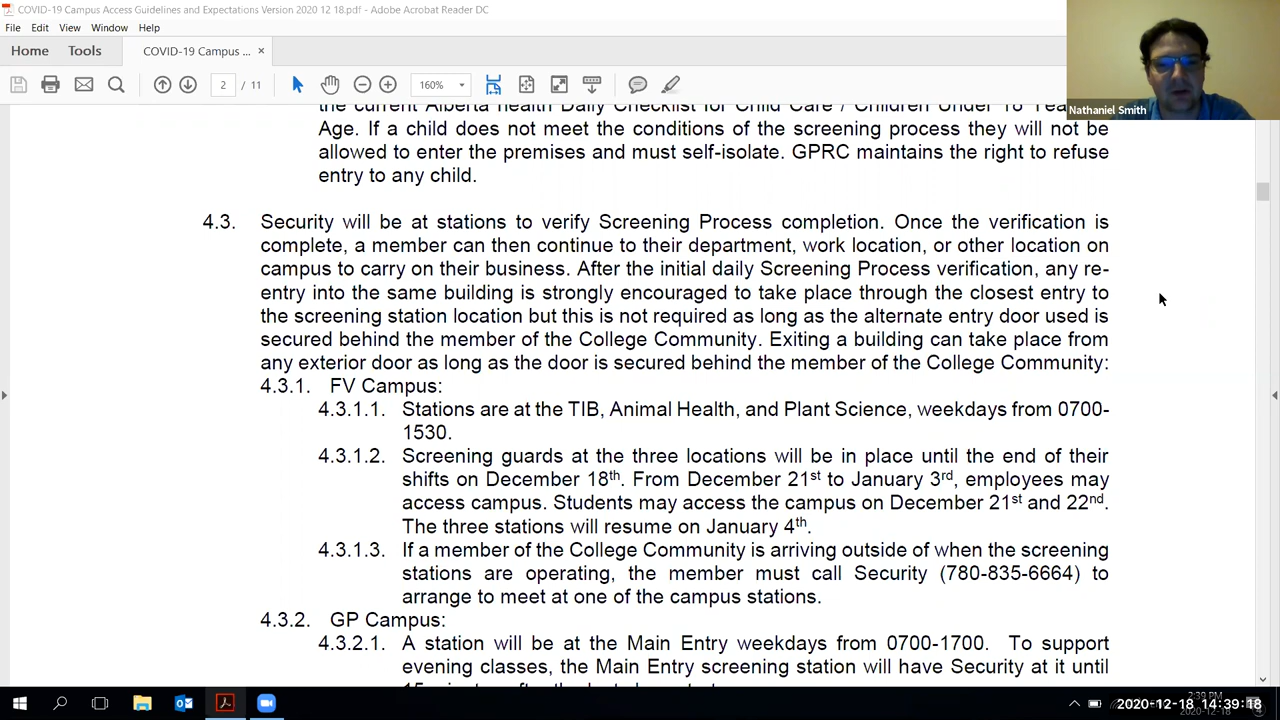 COVID-19 Campus Access Guidelines and Expectations Version 2020 12 18.pdf - Adobe Acrobat Reader DC
File Edit View Window Help
Home Tools COVID-19 Campus ... ×
2 / 11 160%
Nathaniel Smith
the current Alberta Health Daily Checklist for Child Care / Children Under 18
Age. If a child does not meet the conditions of the screening process they will not be
allowed to enter the premises and must self-isolate. GPRC maintains the right to refuse
entry to any child.
4.3. Security will be at stations to verify Screening Process completion. Once the verification is
complete, a member can then continue to their department, work location, or other location on
campus to carry on their business. After the initial daily Screening Process verification, any re-
entry into the same building is strongly encouraged to take place through the closest entry to
the screening station location but this is not required as long as the alternate entry door used is
secured behind the member of the College Community. Exiting a building can take place from
any exterior door as long as the door is secured behind the member of the College Community:
4.3.1. FV Campus:
4.3.1.1. Stations are at the TIB, Animal Health, and Plant Science, weekdays from 0700-
1530.
4.3.1.2. Screening guards at the three locations will be in place until the end of their
shifts on December 18th. From December 21st to January 3rd, employees may
access campus. Students may access the campus on December 21st and 22nd.
The three stations will resume on January 4th.
4.3.1.3. If a member of the College Community is arriving outside of when the screening
stations are operating, the member must call Security (780-835-6664) to
arrange to meet at one of the campus stations.
4.3.2. GP Campus:
4.3.2.1. A station will be at the Main Entry weekdays from 0700-1700. To support
evening classes, the Main Entry screening station will have Security at it until
2:39 PM
2020-12-18 14:39:18